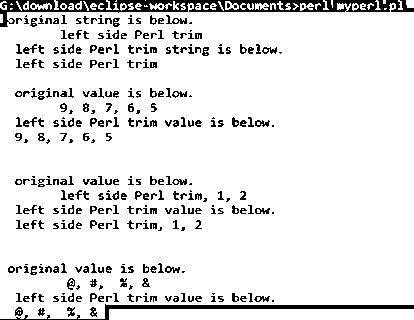 G:\download\eclipse-workspace\Documents>perl myperl.pl
original string is below.
left side Perl trim
left side Perl trim string is below.
left side Perl trim
original value is below.
9, 8, 7, 6, 5
left side Perl trim value is below.
9, 8, 7, 6, 5
original value is below.
left side Perl trim, 1, 2
left side Perl trim value is below.
left side Perl trim, 1, 2
original value is below.
@, #, %, &
left side Perl trim value is below.
@, #, %, &